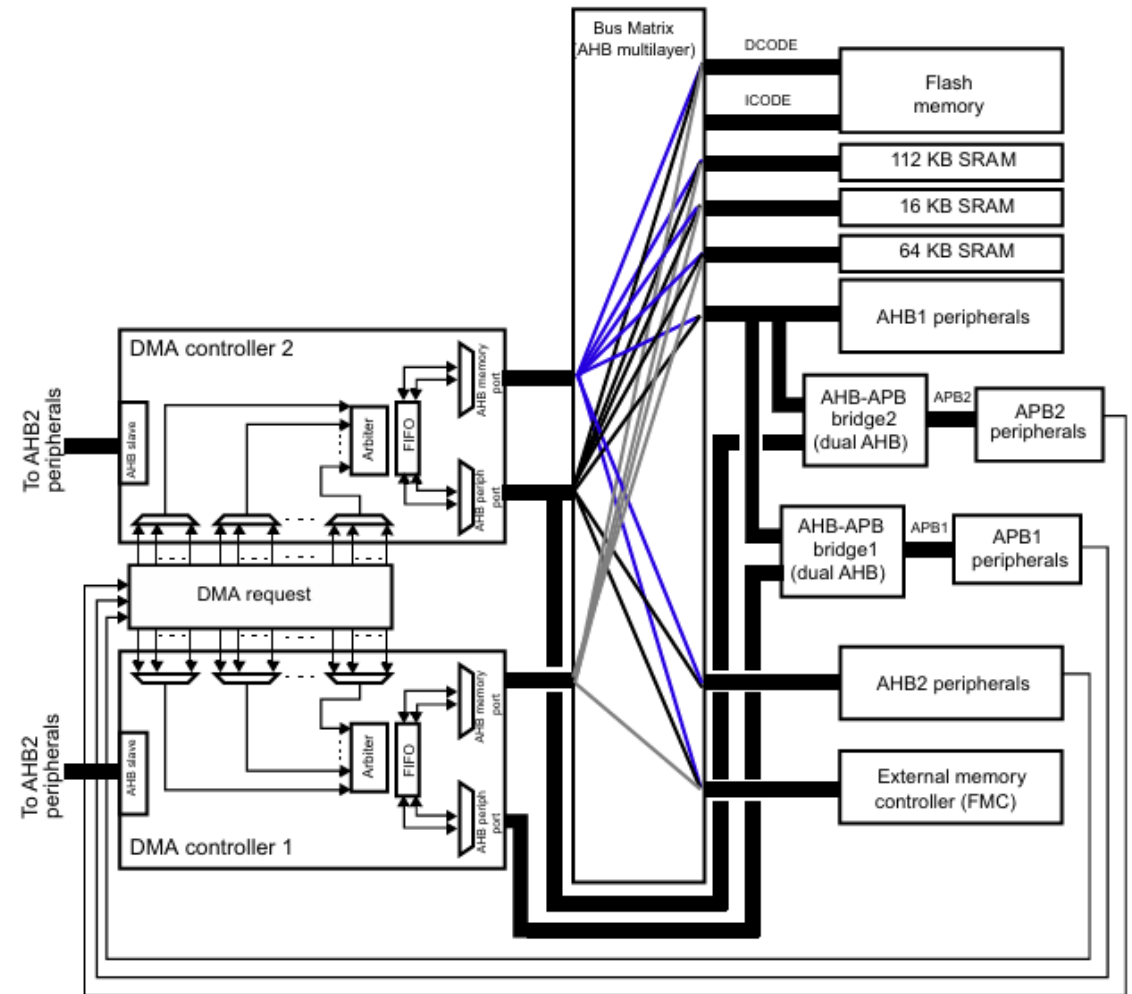 Bus Matrix
(AHB multilayer)
DCODE
ICODE
Flash
memory
112 KB SRAM
16 KB SRAM
64 KB SRAM
AHB1 peripherals
DMA controller 2
To AHB2
peripherals
AHB slave
Arbiter
FIFO
AHB memory
port
AHB periph
port
AHB-APB
bridge2
(dual AHB)
APB2
APB2
peripherals
AHB-APB
bridge1
(dual AHB)
APB1
APB1
peripherals
DMA request
To AHB2
peripherals
AHB slave
Arbiter
FIFO
AHB memory
port
AHB periph
port
DMA controller 1
AHB2 peripherals
External memory
controller (FMC)